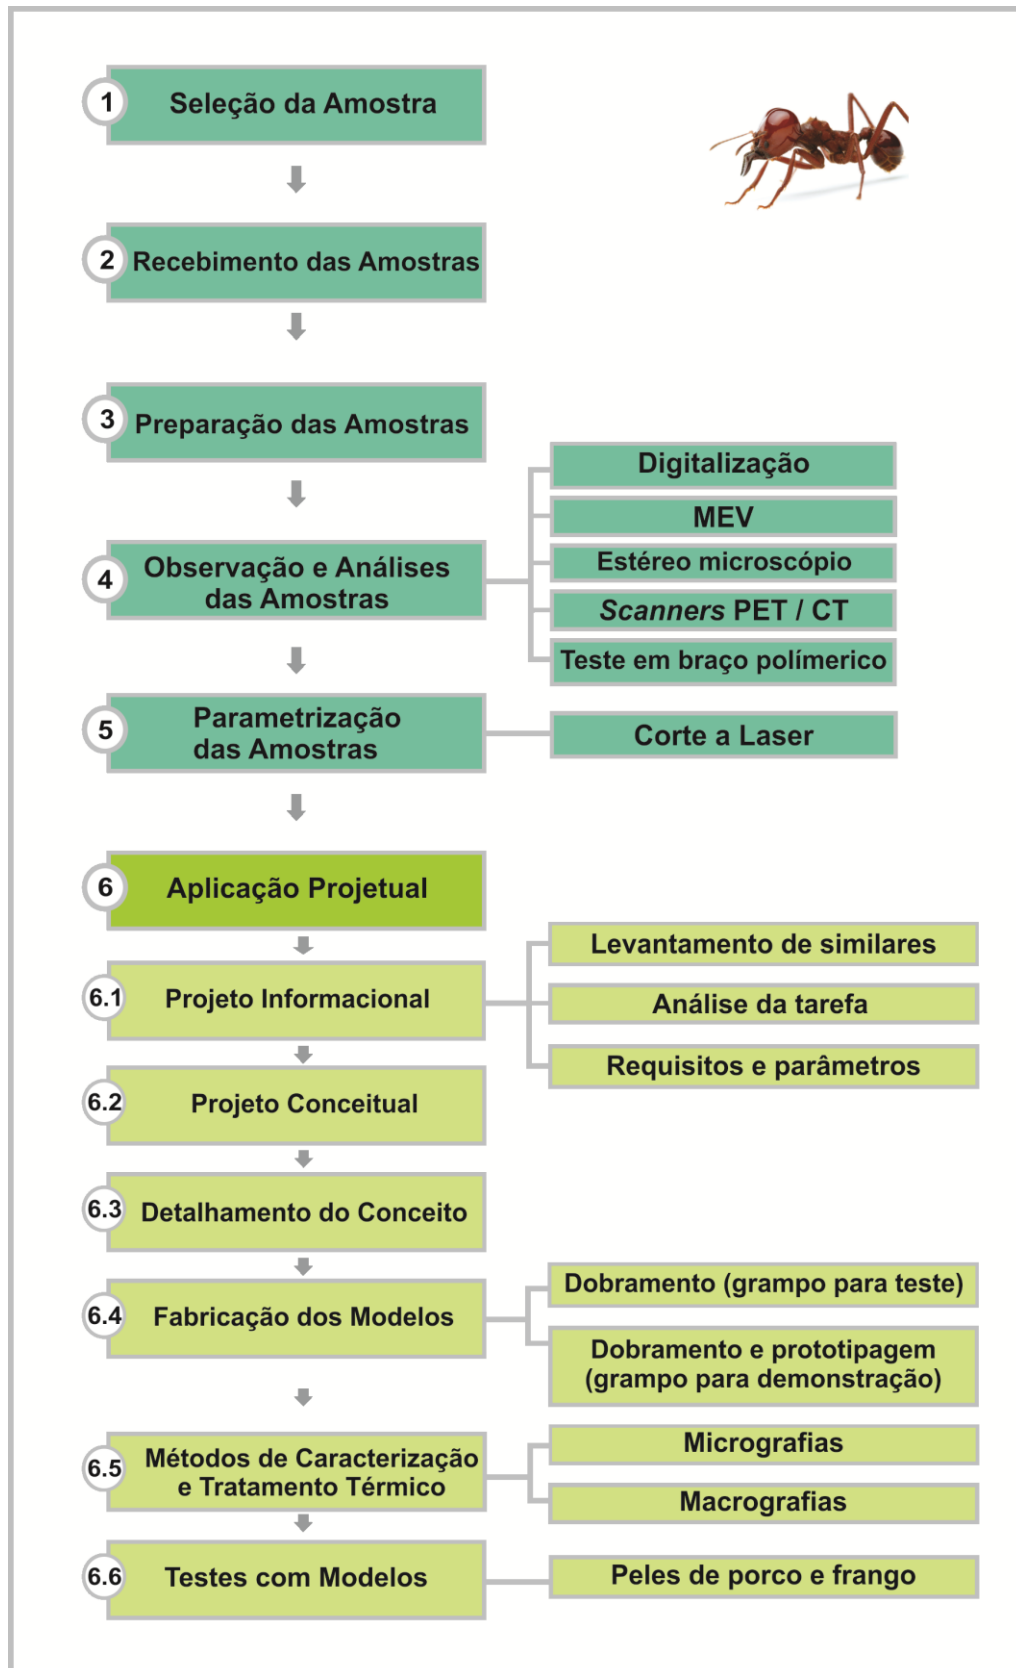 1
Seleção da Amostra
2
Recebimento das Amostras
3
Preparação das Amostras
4
Observação e Análises
das Amostras
Digitalização
MEV
Estéreo microscópio
Scanners PET / CT
Teste em braço polímerico
5
Parametrização
das Amostras
Corte a Laser
6
Aplicação Projetual
6.1
Projeto Informacional
Levantamento de similares
Análise da tarefa
Requisitos e parâmetros
6.2
Projeto Conceitual
6.3
Detalhamento do Conceito
6.4
Fabricação dos Modelos
Dobramento (grampo para teste)
Dobramento e prototipagem
(grampo para demonstração)
6.5
Métodos de Caracterização
e Tratamento Térmico
Micrografias
Macrografias
6.6
Testes com Modelos
Peles de porco e frango